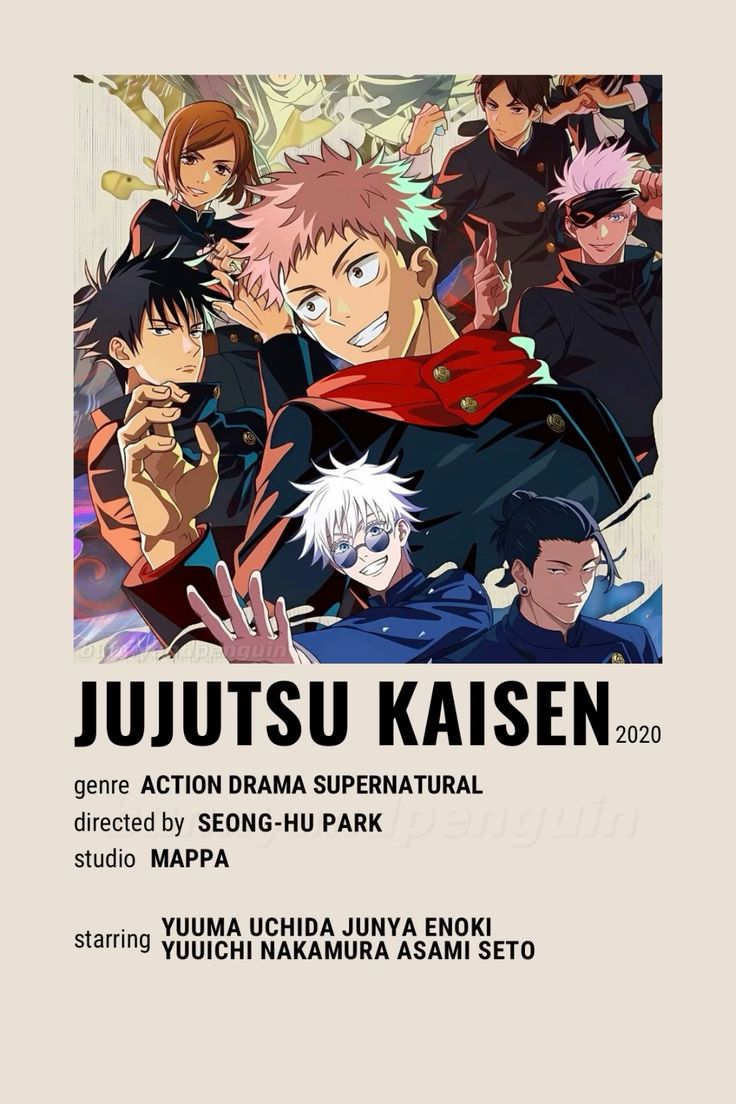 JUJUTSU KAISEN 2020
genre ACTION DRAMA SUPERNATURAL
directed by SEONG-HU PARK
studio MAPPA
starring YUUMA UCHIDA JUNYA ENOKI
YUUICHI NAKAMURA ASAMI SETO